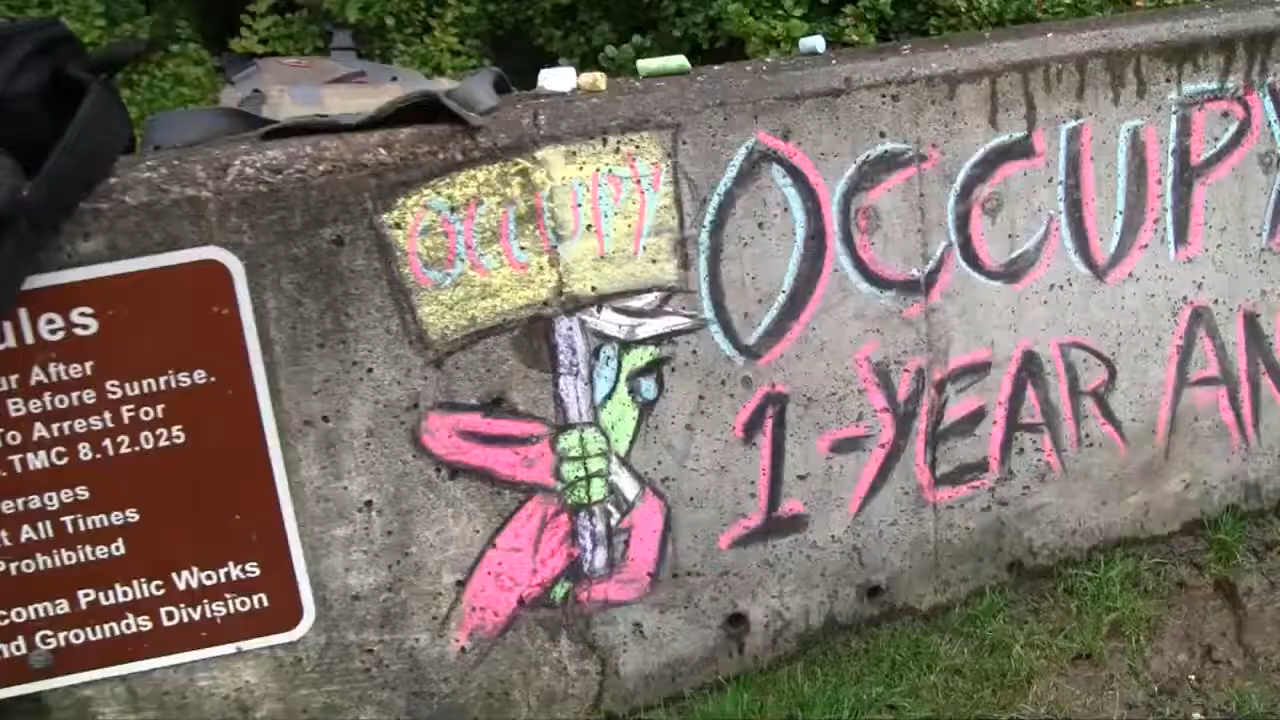 ules
ur After
Before Sunrise.
To Arrest For
.TMC 8.12.025
erages
t All Times
Prohibited
coma Public Works
nd Grounds Division
OCCUPY
OCCUPY
1-YEAR AN